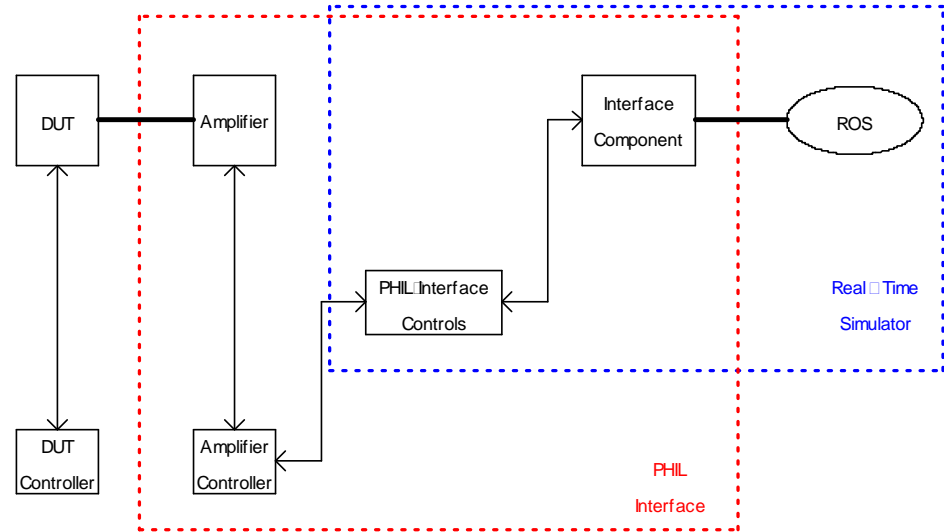 DUT
Amplifier
Interface
Component
ROS
PHIL□Interface
Controls
Real□Time
Simulator
DUT
Controller
Amplifier
Controller
PHIL
Interface